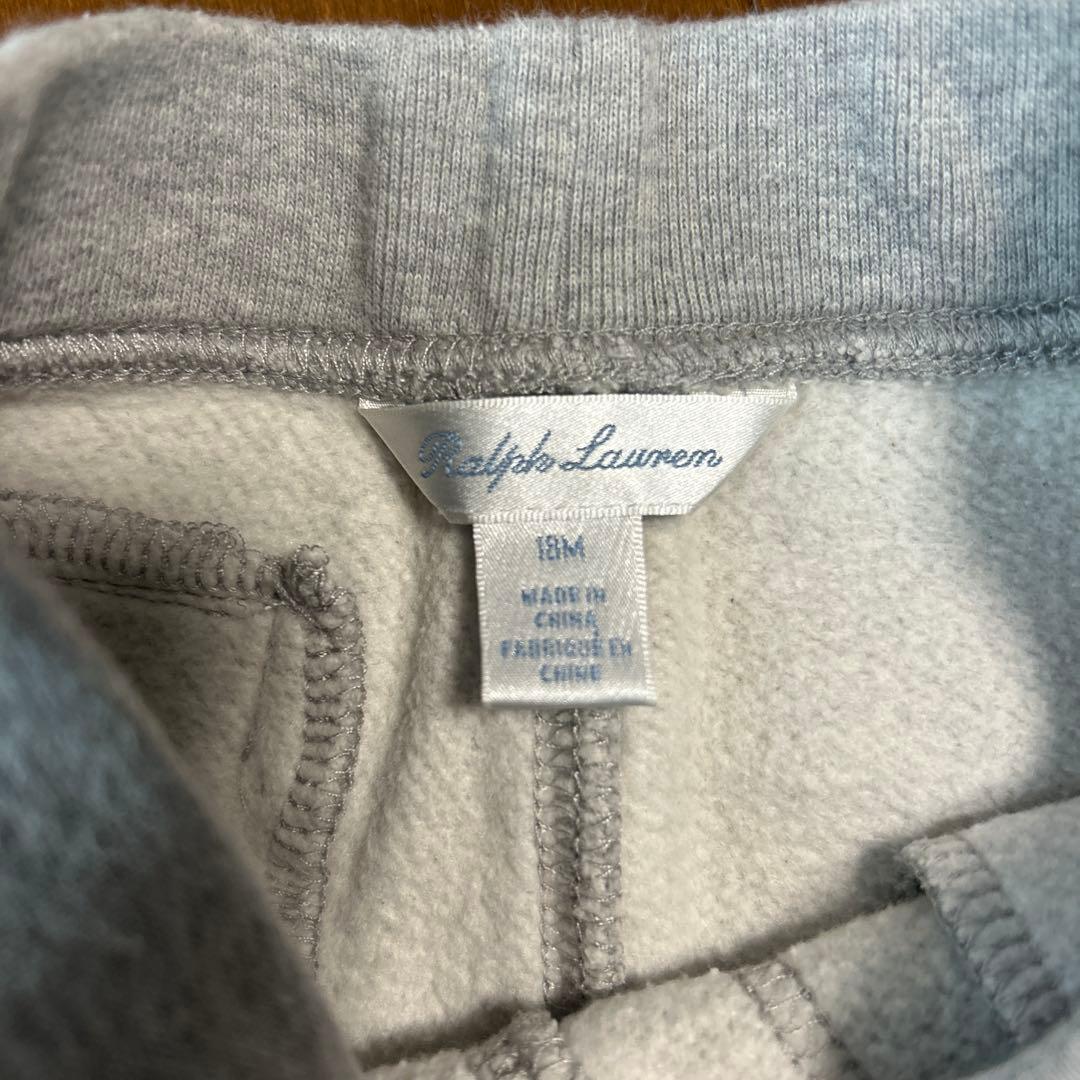 Ralph Lauren
18M
MADE IN
CHINA
FABRIQUÉ EN
CHINE